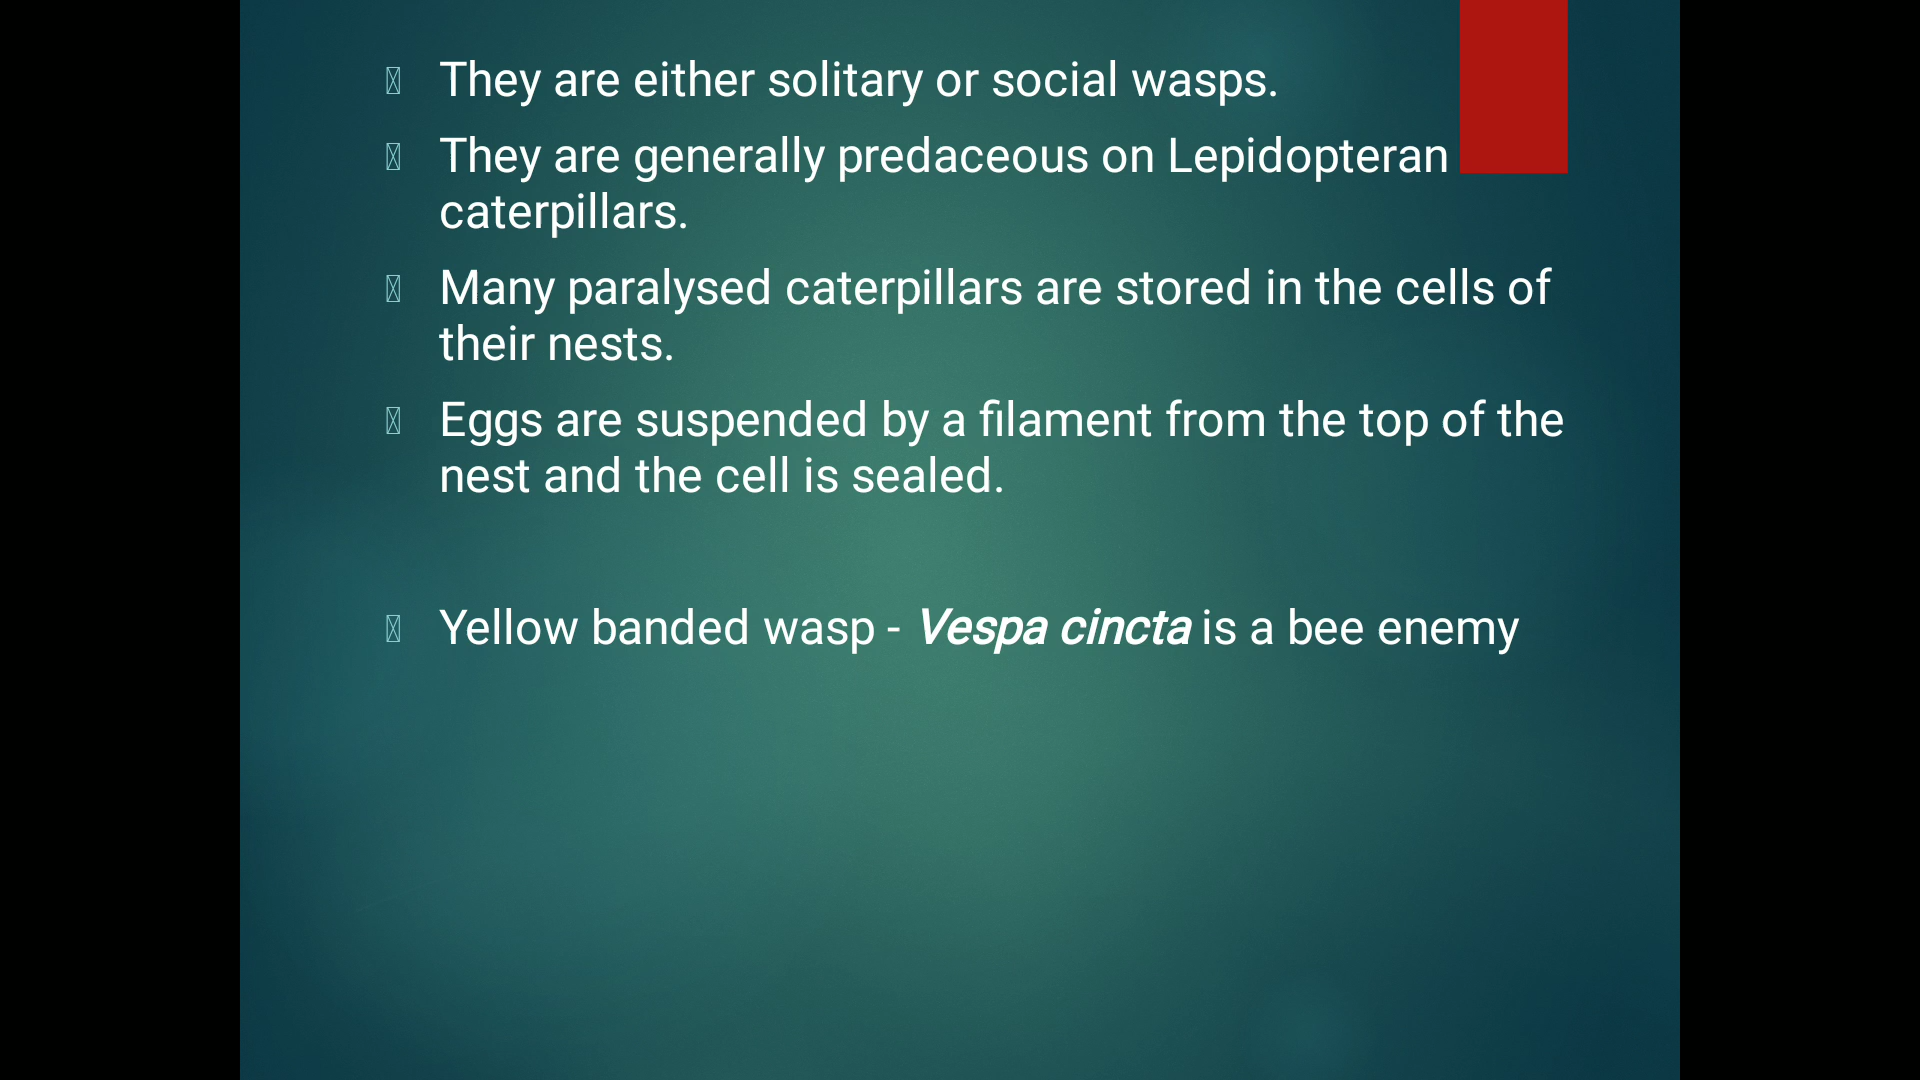 They are either solitary or social wasps.
They are generally predaceous on Lepidopteran
caterpillars.
Many paralysed caterpillars are stored in the cells of
their nests.
Eggs are suspended by a filament from the top of the
nest and the cell is sealed.
Yellow banded wasp - Vespa cincta is a bee enemy